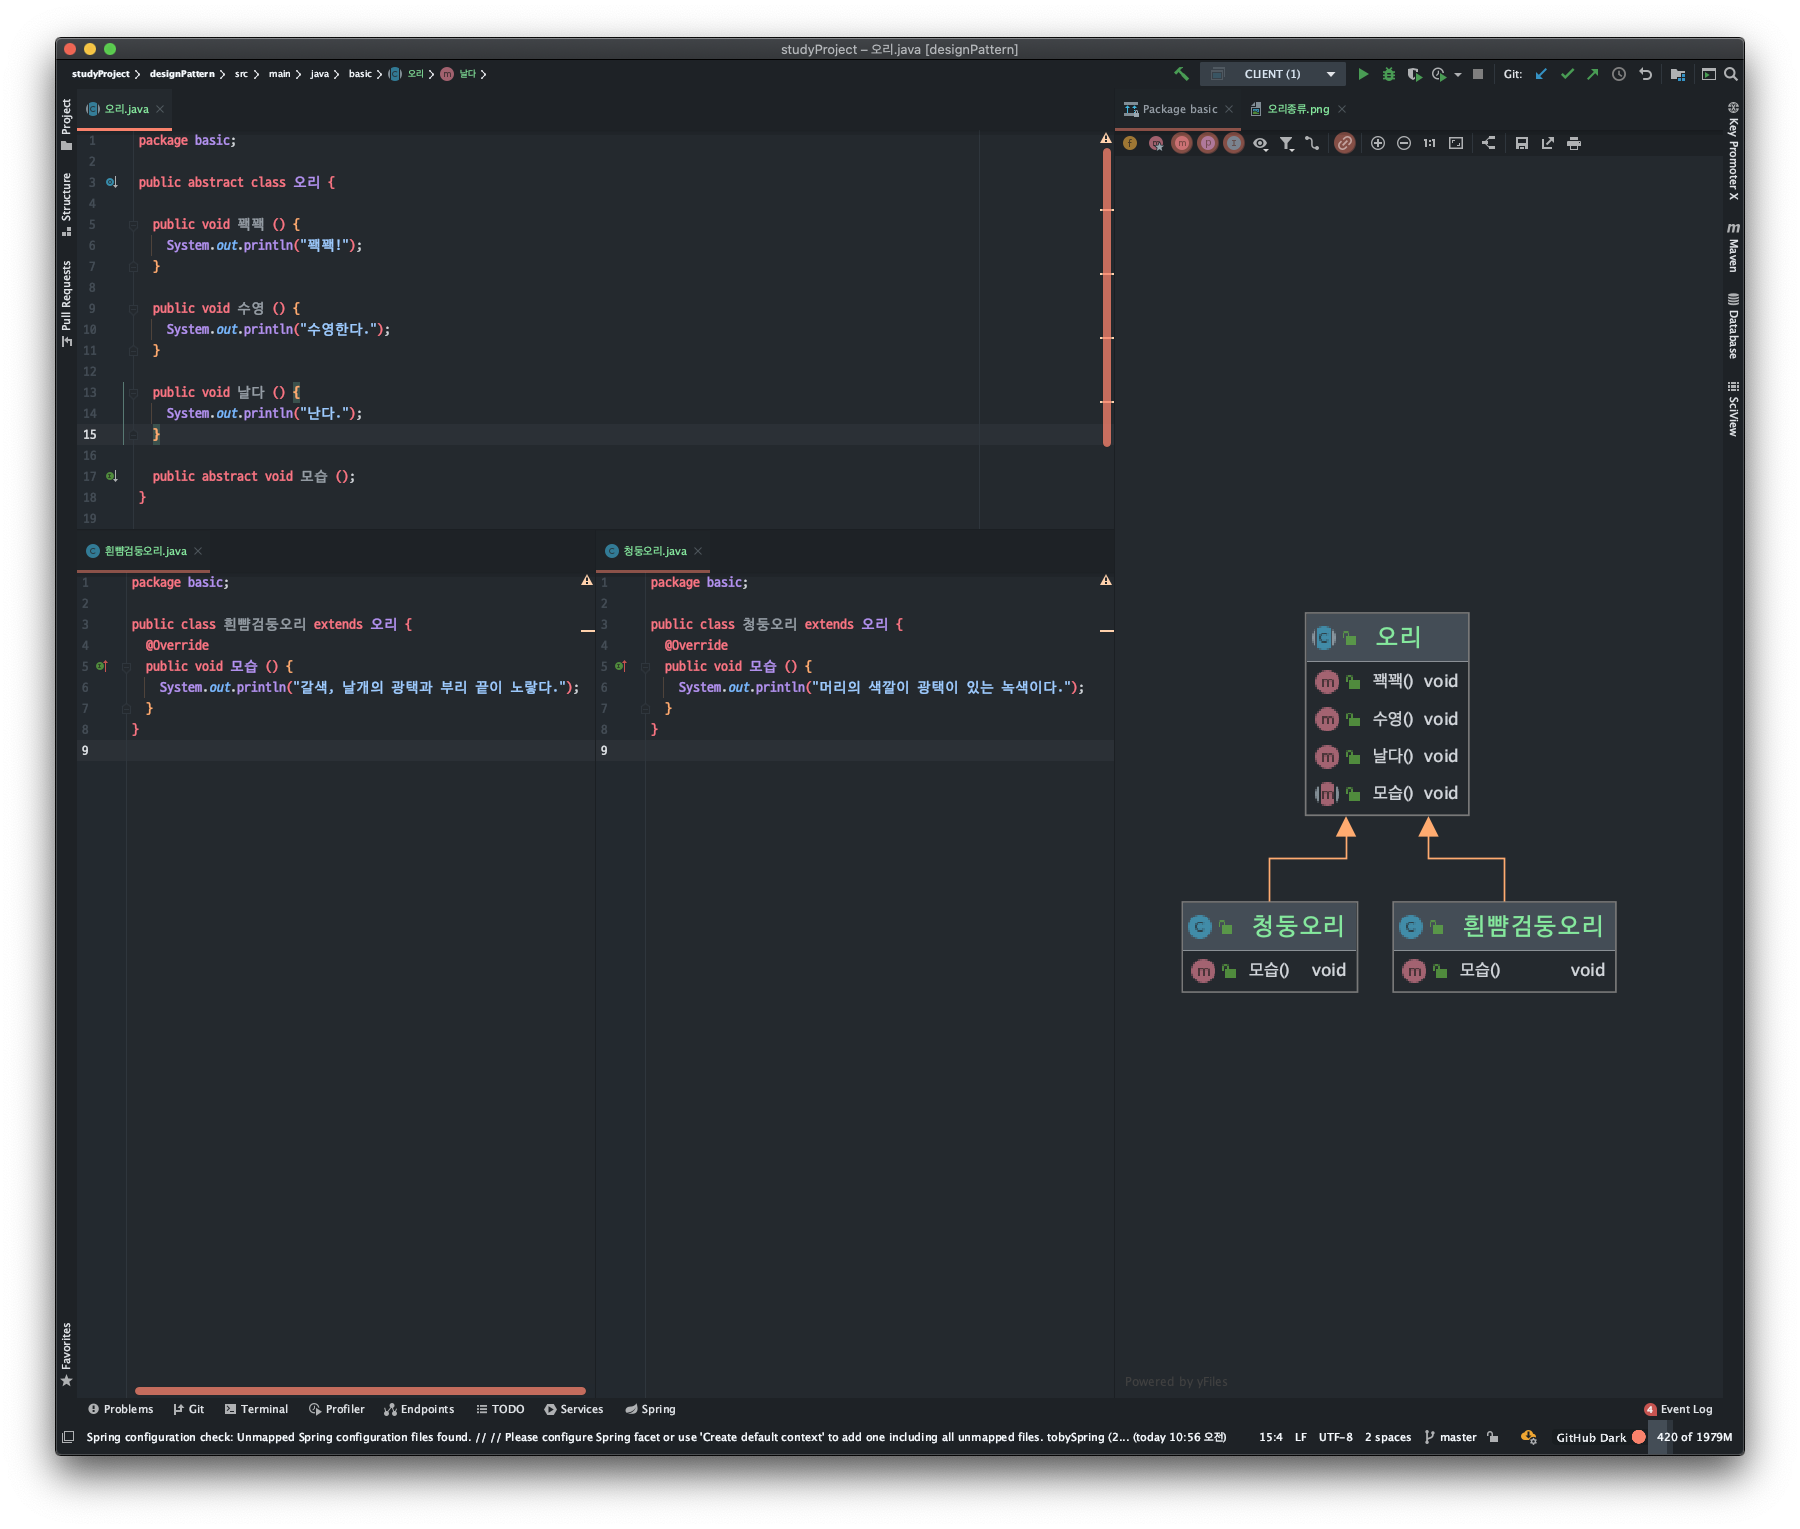 studyProject – 오리.java [designPattern]
studyProject designPattern src main java basic 오리 날다
CLIENT (1)
Git:
Project
Structure
Pull Requests
Favorites
오리.java
1 package basic;
2
3 public abstract class 오리 {
4
5 public void 꽥꽥 () {
6 System.out.println("꽥꽥!");
7 }
8
9 public void 수영 () {
10 System.out.println("수영한다.");
11 }
12
13 public void 날다 () {
14 System.out.println("난다.");
15 }
16
17 public abstract void 모습 ();
18 }
19
흰뺨검둥오리.java
1 package basic;
2
3 public class 흰뺨검둥오리 extends 오리 {
4 @Override
5 public void 모습 () {
6 System.out.println("갈색, 날개의 광택과 부리 끝이 노랗다.");
7 }
8 }
9
청둥오리.java
1 package basic;
2
3 public class 청둥오리 extends 오리 {
4 @Override
5 public void 모습 () {
6 System.out.println("머리의 색깔이 광택이 있는 녹색이다.");
7 }
8 }
9
Package basic
오리종류.png
1:1
오리
꽥꽥() void
수영() void
날다() void
모습() void
청둥오리
모습() void
흰뺨검둥오리
모습() void
Powered by yFiles
Key Promoter X
Maven
Database
SciView
Problems Git Terminal Profiler Endpoints TODO Services Spring
4 Event Log
Spring configuration check: Unmapped Spring configuration files found. // // Please configure Spring facet or use 'Create default context' to add one including all unmapped files. tobySpring (2... (today 10:56 오전)
15:4 LF UTF-8 2 spaces master GitHub Dark 420 of 1979M